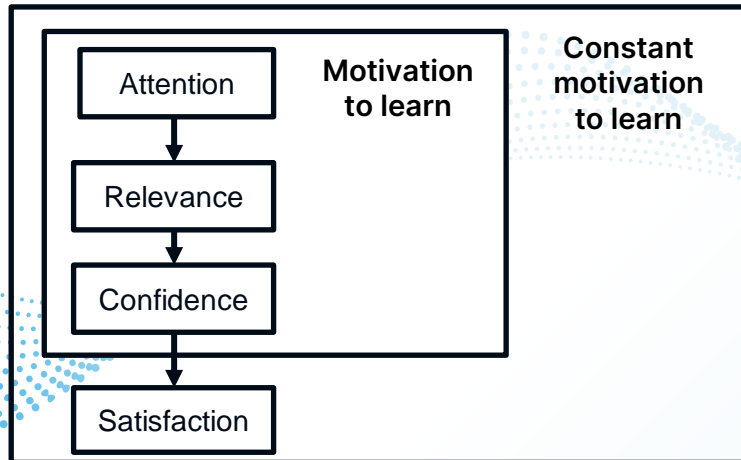 Attention
Motivation
to learn
Constant
motivation
to learn
Relevance
Confidence
Satisfaction